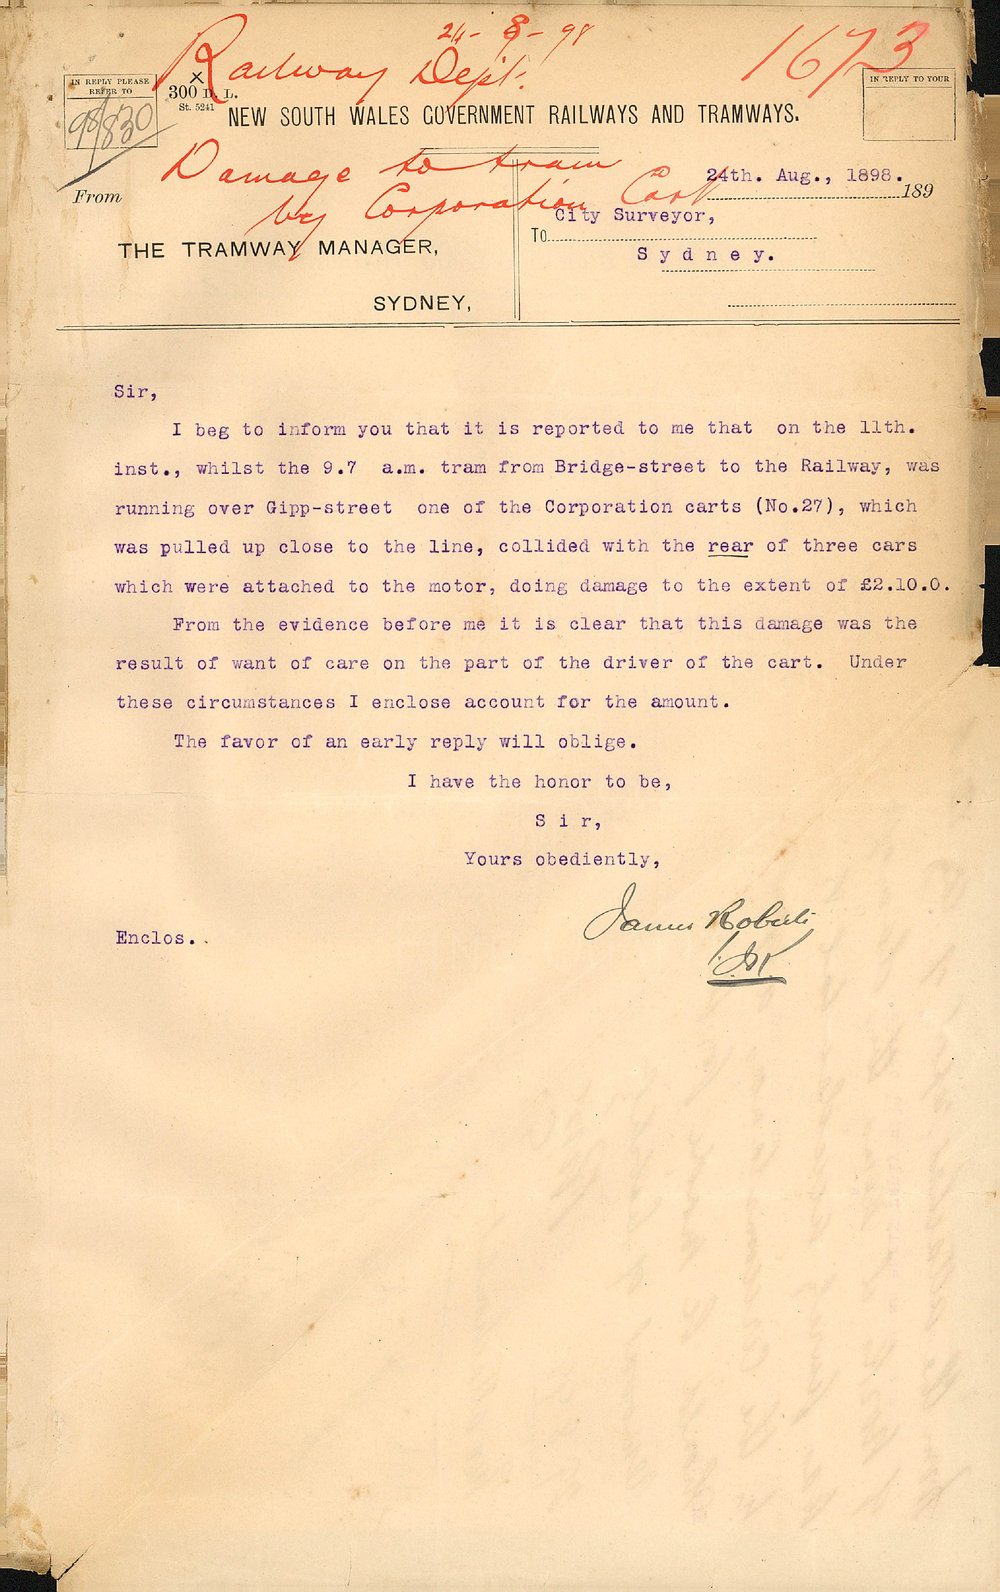 24-8-98
Railway Dept.
1673
IN REPLY PLEASE
REFER TO
98/830
300 D. L.
St. 5241
IN REPLY TO YOUR
NEW SOUTH WALES GOVERNMENT RAILWAYS AND TRAMWAYS.
Damage to tram
by Corporation Cart
24th. Aug., 1898.
189
From
THE TRAMWAY MANAGER,
SYDNEY,
City Surveyor,
To
Sydney.
Sir,
I beg to inform you that it is reported to me that on the 11th.
inst., whilst the 9.7 a.m. tram from Bridge-street to the Railway, was
running over Gipp-street one of the Corporation carts (No.27), which
was pulled up close to the line, collided with the rear of three cars
which were attached to the motor, doing damage to the extent of £2.10.0.
From the evidence before me it is clear that this damage was the
result of want of care on the part of the driver of the cart. Under
these circumstances I enclose account for the amount.
The favor of an early reply will oblige.
I have the honor to be,
Sir,
Yours obediently,
James Roberts
Enclos.